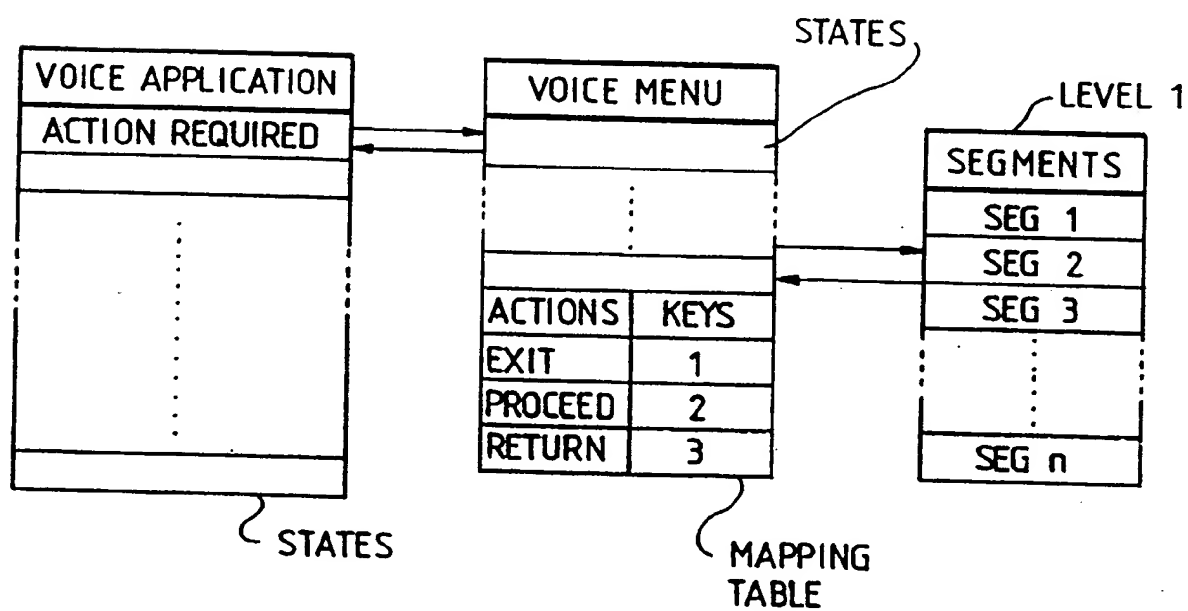 VOICE APPLICATION
ACTION REQUIRED
STATES
VOICE MENU
STATES
ACTIONS KEYS
EXIT 1
PROCEED 2
RETURN 3
MAPPING
TABLE
LEVEL 1
SEGMENTS
SEG 1
SEG 2
SEG 3
SEG n